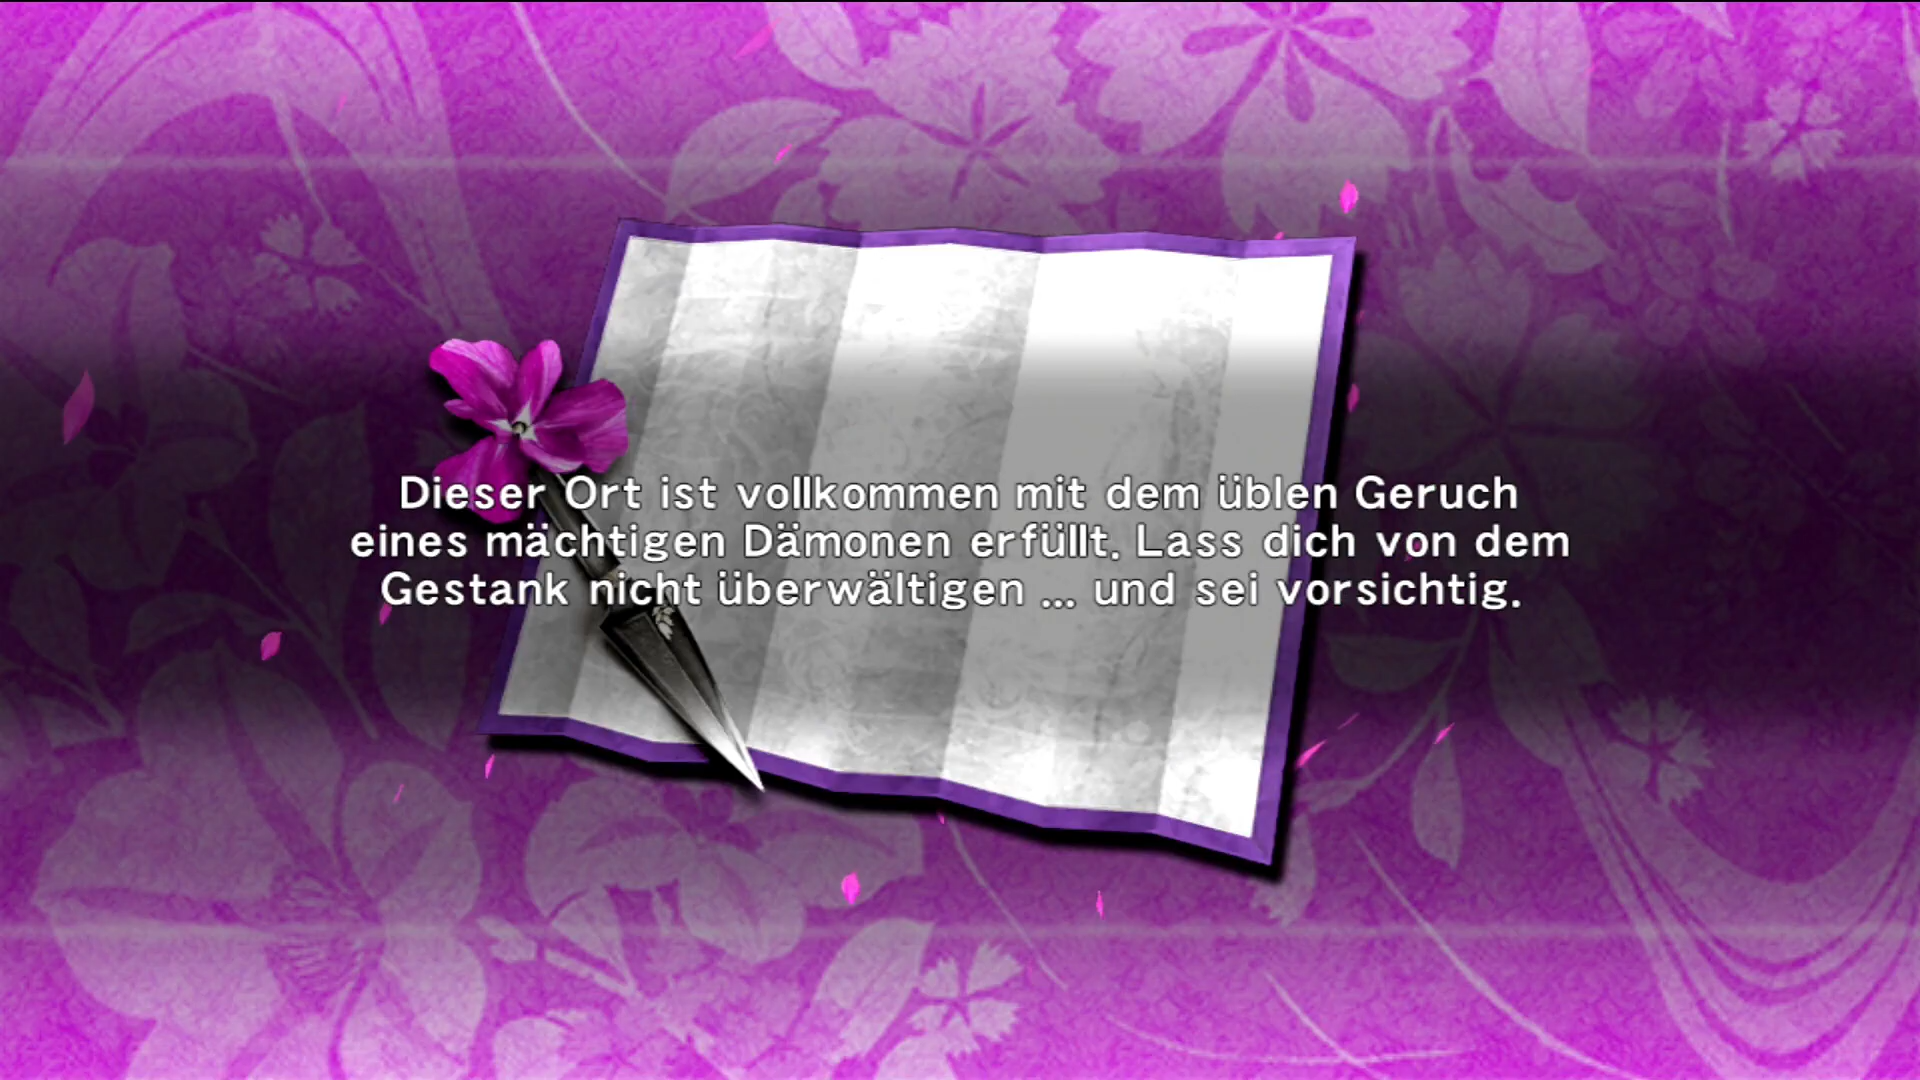 Dieser Ort ist vollkommen mit dem üblen Geruch
eines mächtigen Dämonen erfüllt. Lass dich von dem
Gestank nicht überwältigen ... und sei vorsichtig.